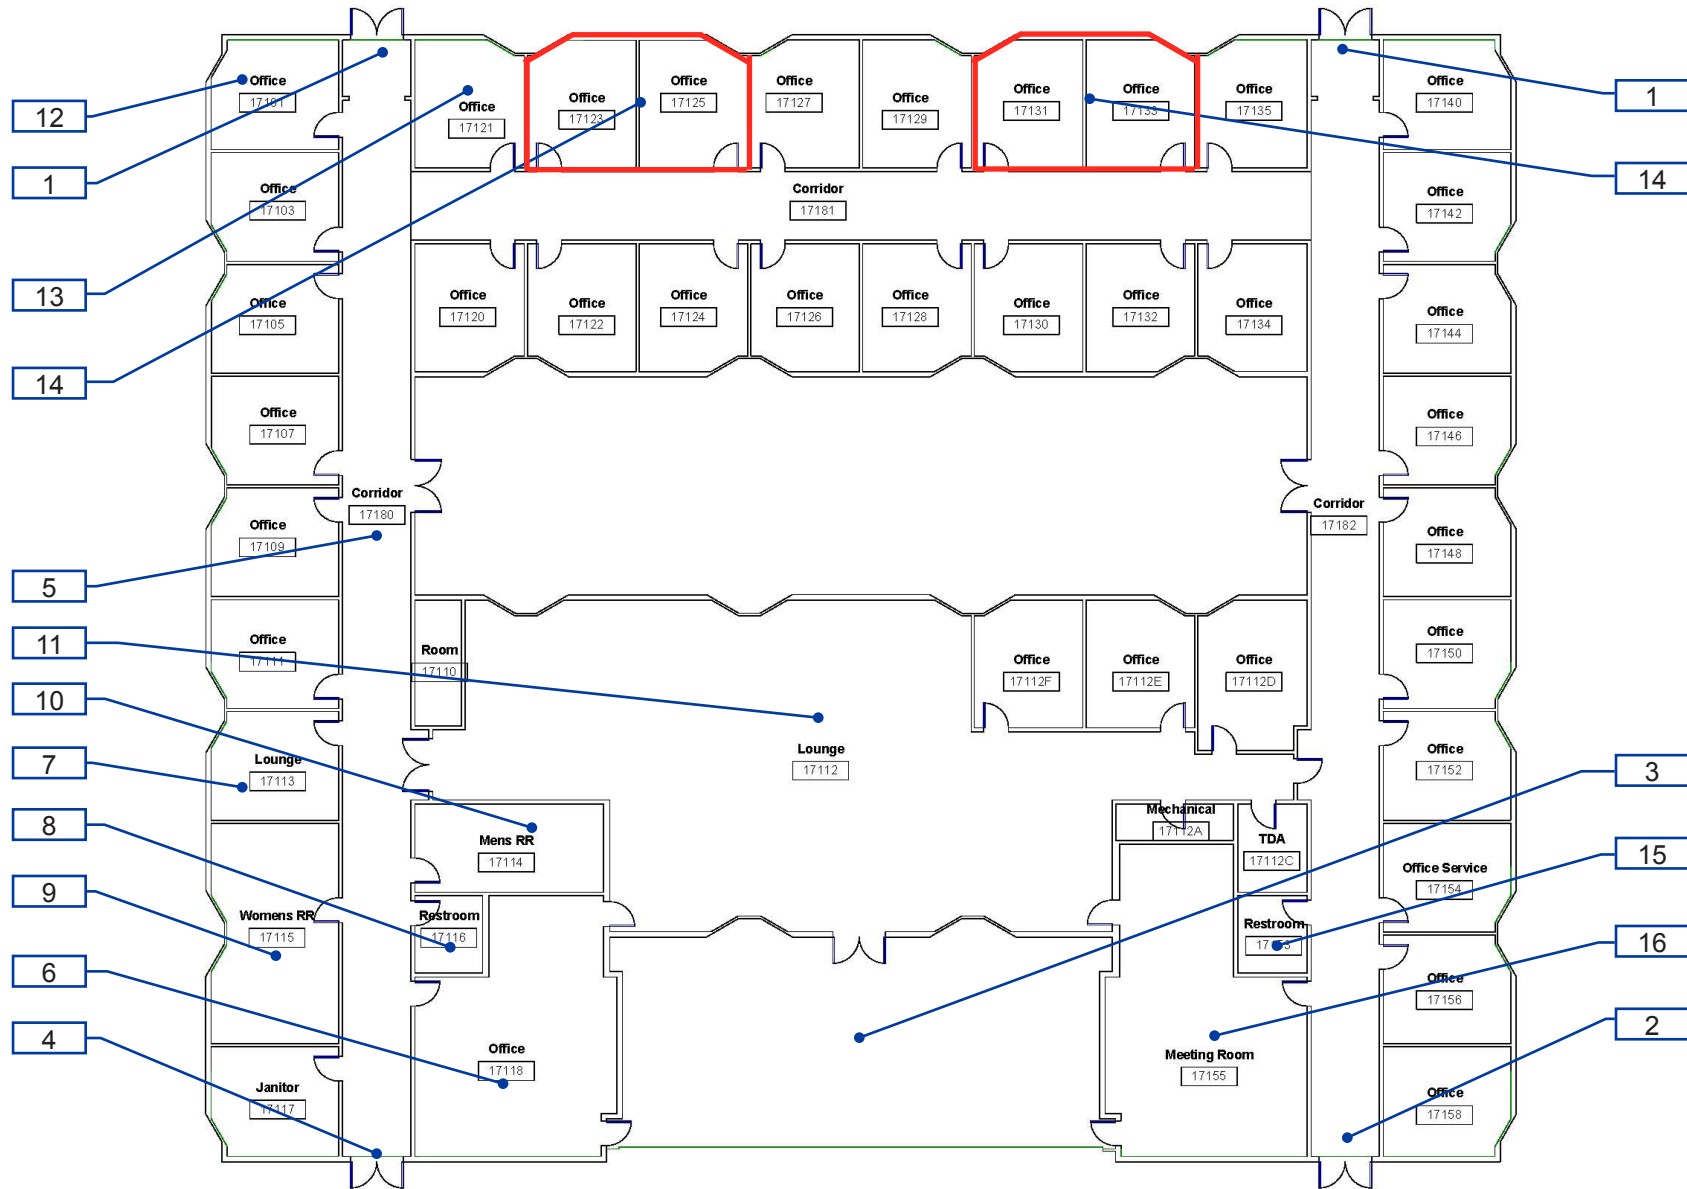 Office
17101
Office
17121
Office
17123
Office
17125
Office
17127
Office
17129
Office
17131
Office
17133
Office
17135
Office
17140
12
1
1
14
Office
17103
Corridor
17181
Office
17142
13
Office
17105
Office
17120
Office
17122
Office
17124
Office
17126
Office
17128
Office
17130
Office
17132
Office
17134
Office
17144
14
Office
17107
Office
17146
Corridor
17180
Corridor
17182
Office
17109
Office
17148
5
11
Office
17111
Room
17110
Office
17112F
Office
17112E
Office
17112D
Office
17150
10
7
Lounge
17113
Lounge
17112
Office
17152
3
8
Mens RR
17114
Mechanical
17112A
TDA
17112C
Office Service
17154
15
9
Womens RR
17115
Restroom
17116
Restroom
16
6
Office
17156
4
Office
17118
Meeting Room
17155
2
Janitor
17117
Office
17158